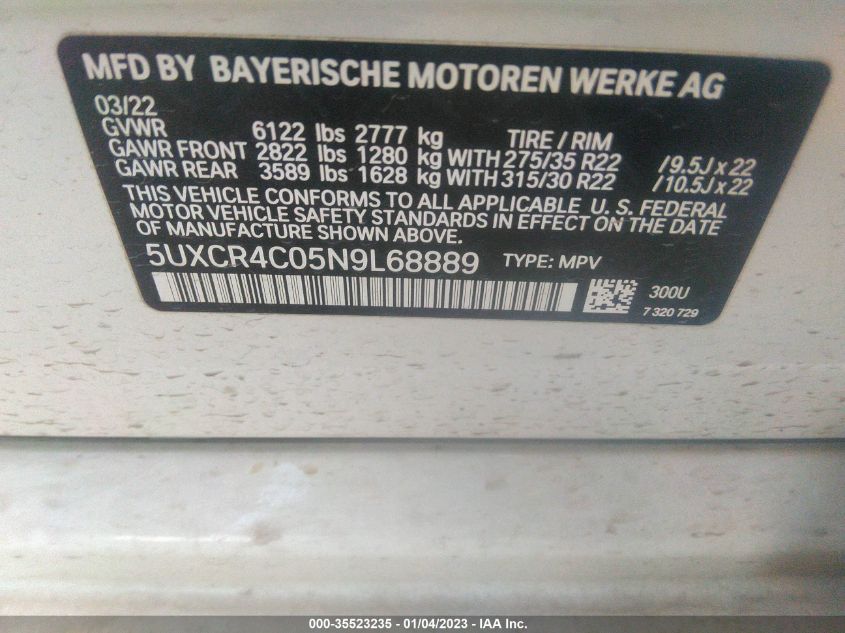 MFD BY BAYERISCHE MOTOREN WERKE AG
03/22
GVWR 6122 lbs 2777 kg TIRE / RIM
GAWR FRONT 2822 lbs 1280 kg WITH 275/35 R22 /9.5J x 22
GAWR REAR 3589 lbs 1628 kg WITH 315/30 R22 /10.5J x 22
THIS VEHICLE CONFORMS TO ALL APPLICABLE U. S. FEDERAL
MOTOR VEHICLE SAFETY STANDARDS IN EFFECT ON THE DATE
OF MANUFACTURE SHOWN ABOVE.
5UXCR4C05N9L68889 TYPE: MPV
300U
7 320 729
000-35523235 - 01/04/2023 - IAA Inc.